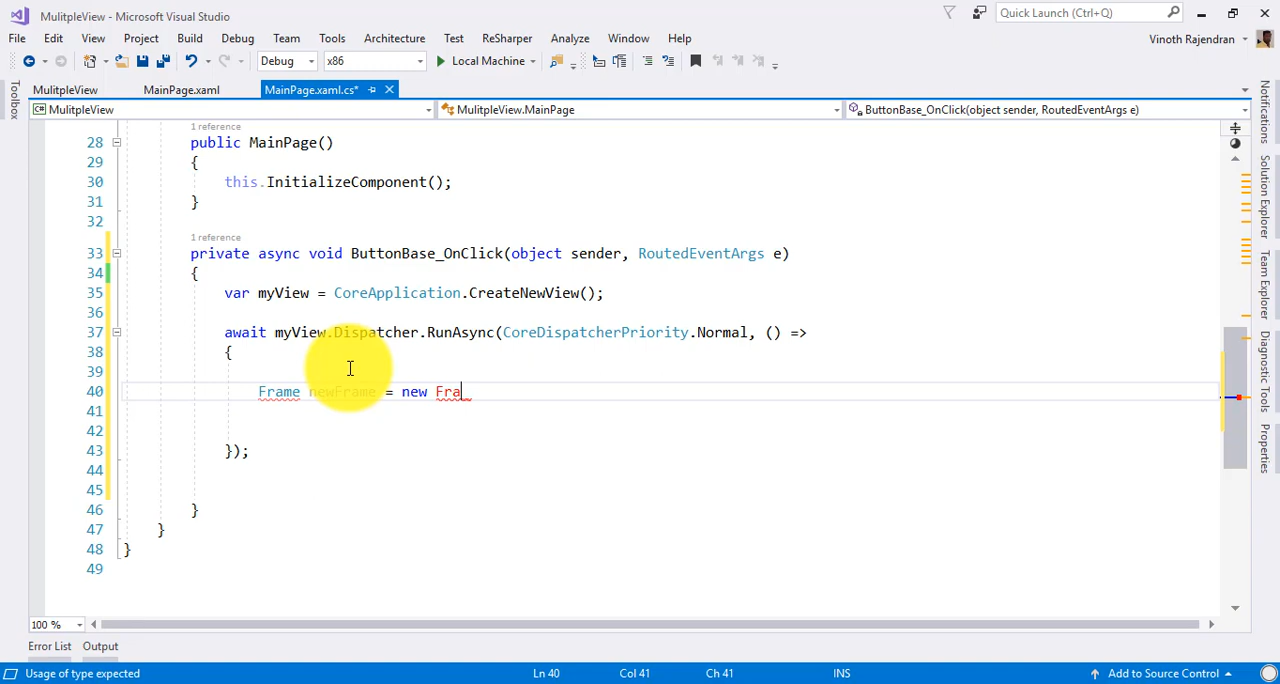 MulitpleView - Microsoft Visual Studio
Quick Launch (Ctrl+Q)
File Edit View Project Build Debug Team Tools Architecture Test ReSharper Analyze Window Help
Vinoth Rajendran
Debug x86 Local Machine
MulitpleView MainPage.xaml MainPage.xaml.cs*
C# MulitpleView MulitpleView.MainPage ButtonBase_OnClick(object sender, RoutedEventArgs e)
Toolbox
Notifications
Solution Explorer
Team Explorer
Diagnostic Tools
Properties
1 reference
28 public MainPage()
29 {
30 this.InitializeComponent();
31 }
32
1 reference
33 private async void ButtonBase_OnClick(object sender, RoutedEventArgs e)
34 {
35 var myView = CoreApplication.CreateNewView();
36
37 await myView.Dispatcher.RunAsync(CoreDispatcherPriority.Normal, () =>
38 {
39
40 Frame newFrame = new Fra
41
42
43 });
44
45
46 }
47 }
48 }
49
100 %
Error List Output
Usage of type expected Ln 40 Col 41 Ch 41 INS Add to Source Control